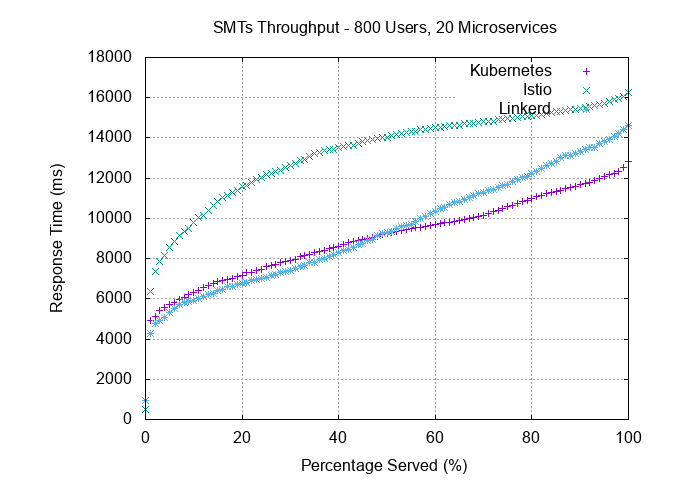 SMTs Throughput - 800 Users, 20 Microservices
18000
16000
14000
12000
10000
8000
6000
4000
2000
0
Response Time (ms)
Kubernetes
Istio
Linkerd
0 20 40 60 80 100
Percentage Served (%)